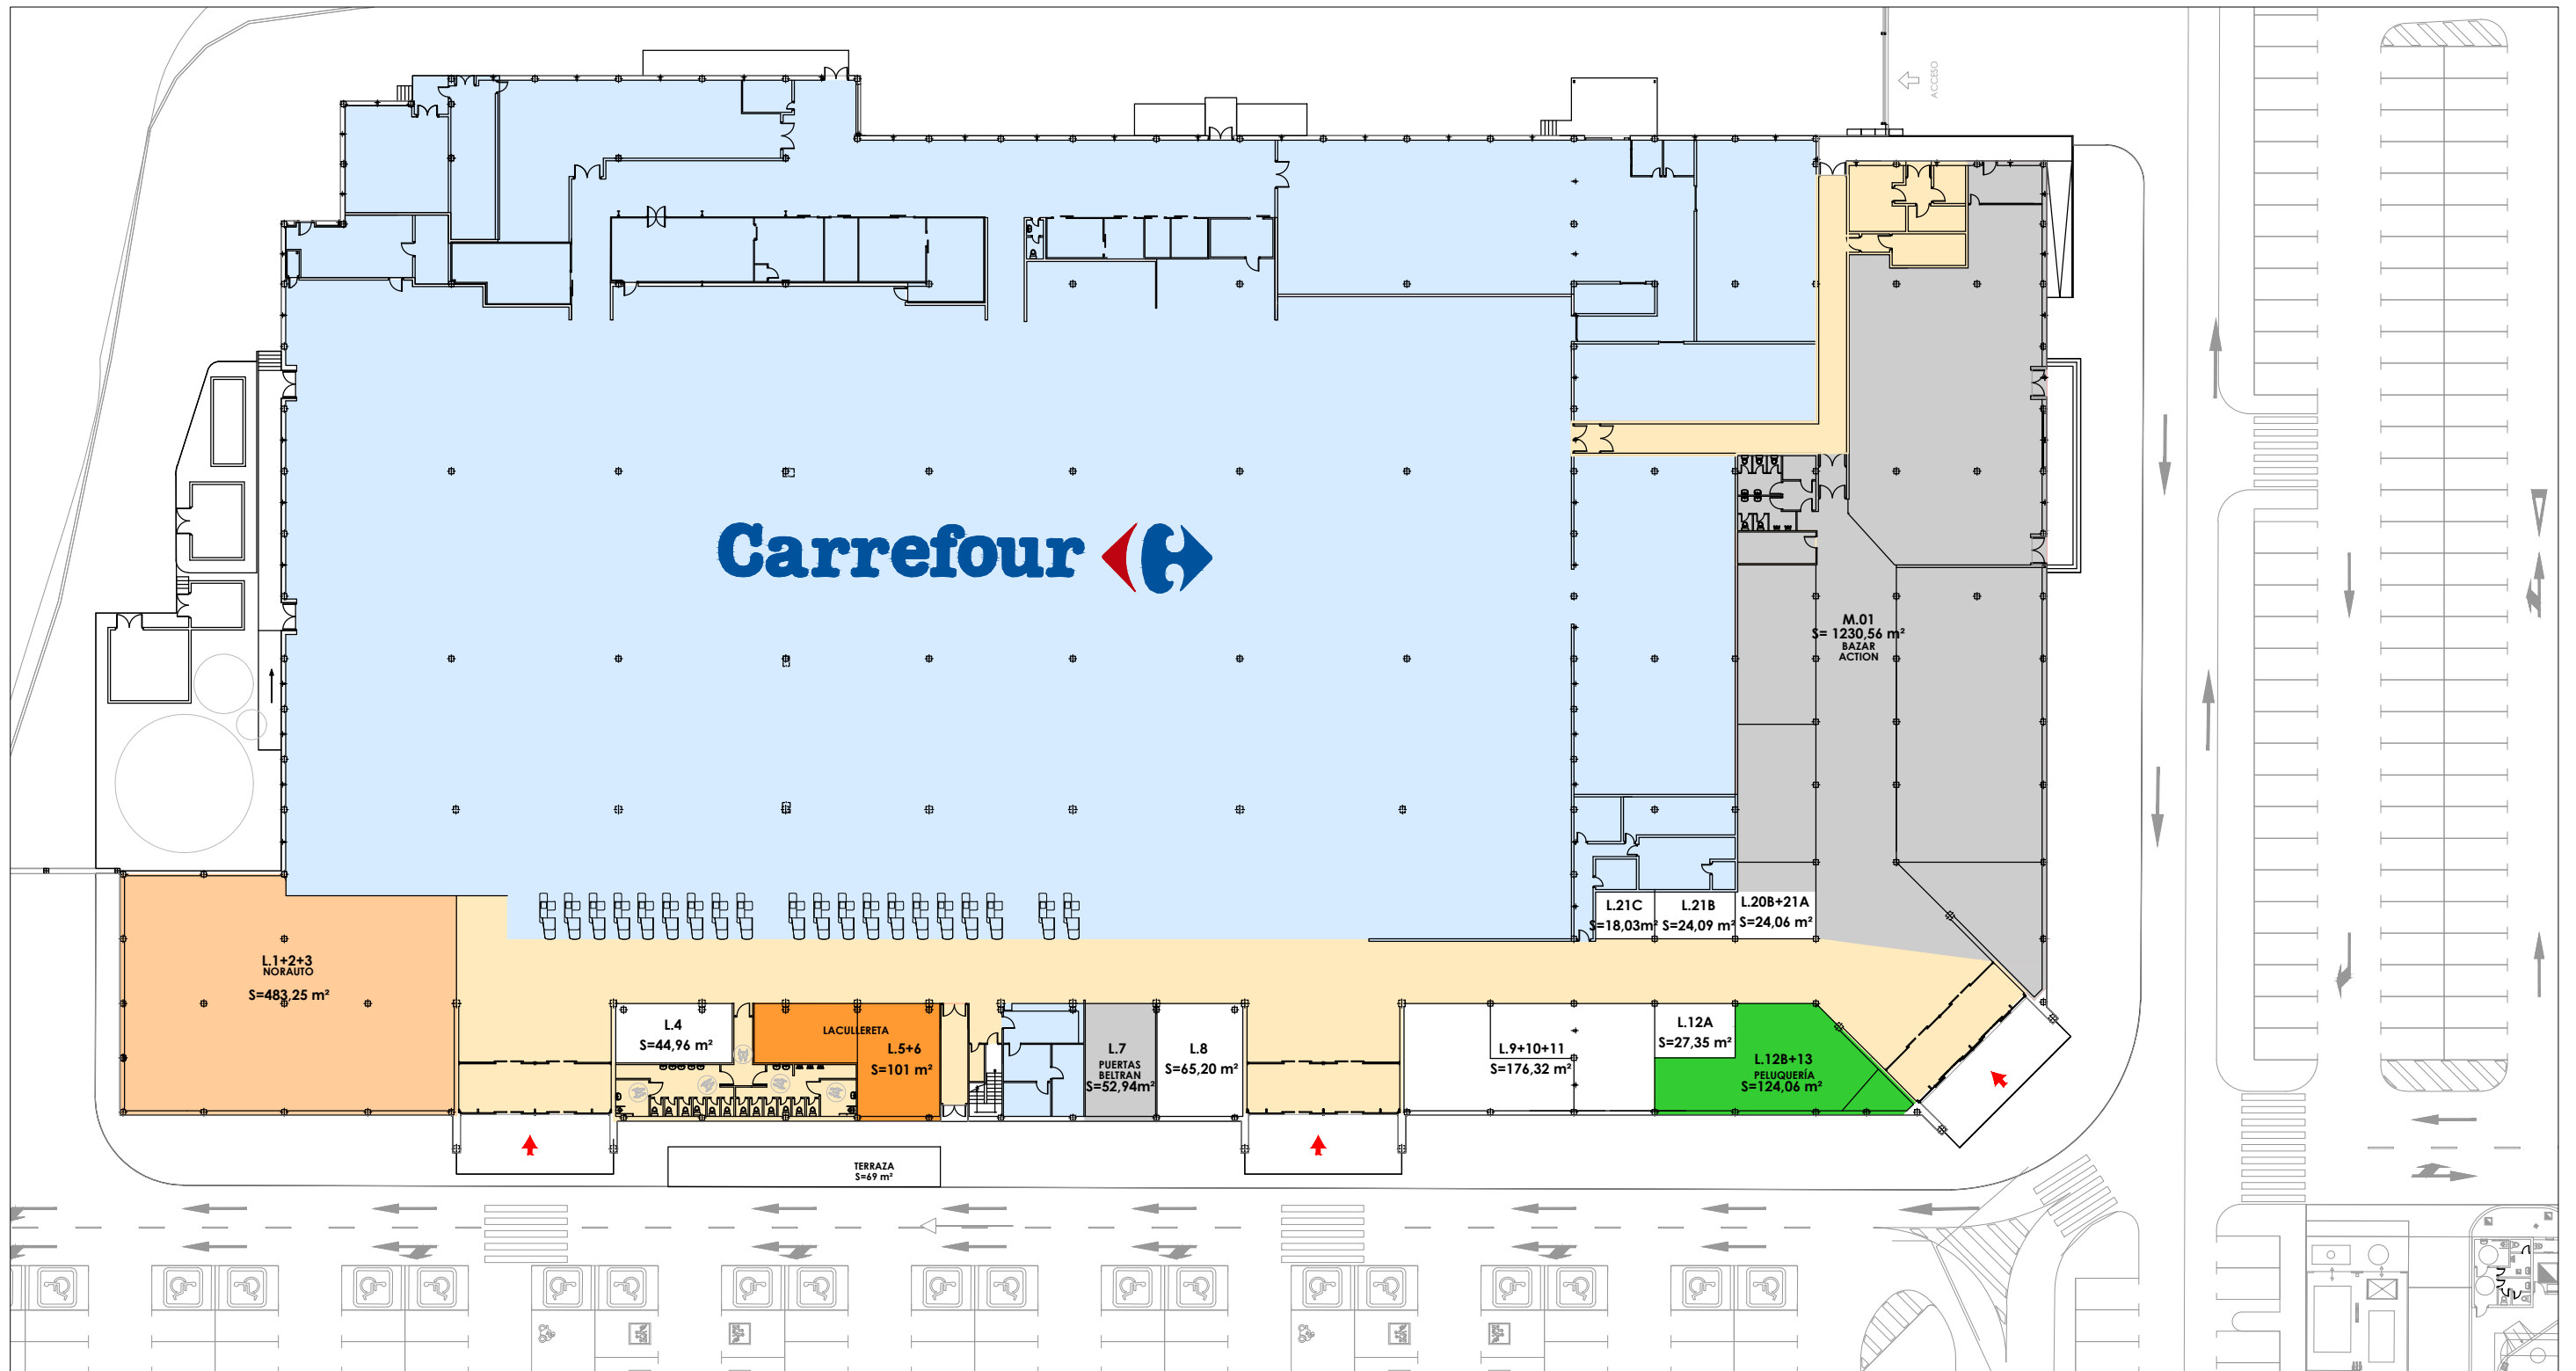 ACCESO
Carrefour
M.01
S= 1230,56 m²
BAZAR
ACTION
L.21C
S=18,03m²
L.21B
S=24,09 m²
L.20B+21A
S=24,06 m²
L.1+2+3
NORAUTO
S=483,25 m²
L.4
S=44,96 m²
LACULLERETA
L.5+6
S=101 m²
L.7
PUERTAS
BELTRAN
S=52,94m²
L.8
S=65,20 m²
L.9+10+11
S=176,32 m²
L.12A
S=27,35 m²
L.12B+13
PELUQUERÍA
S=124,06 m²
TERRAZA
S=69 m²